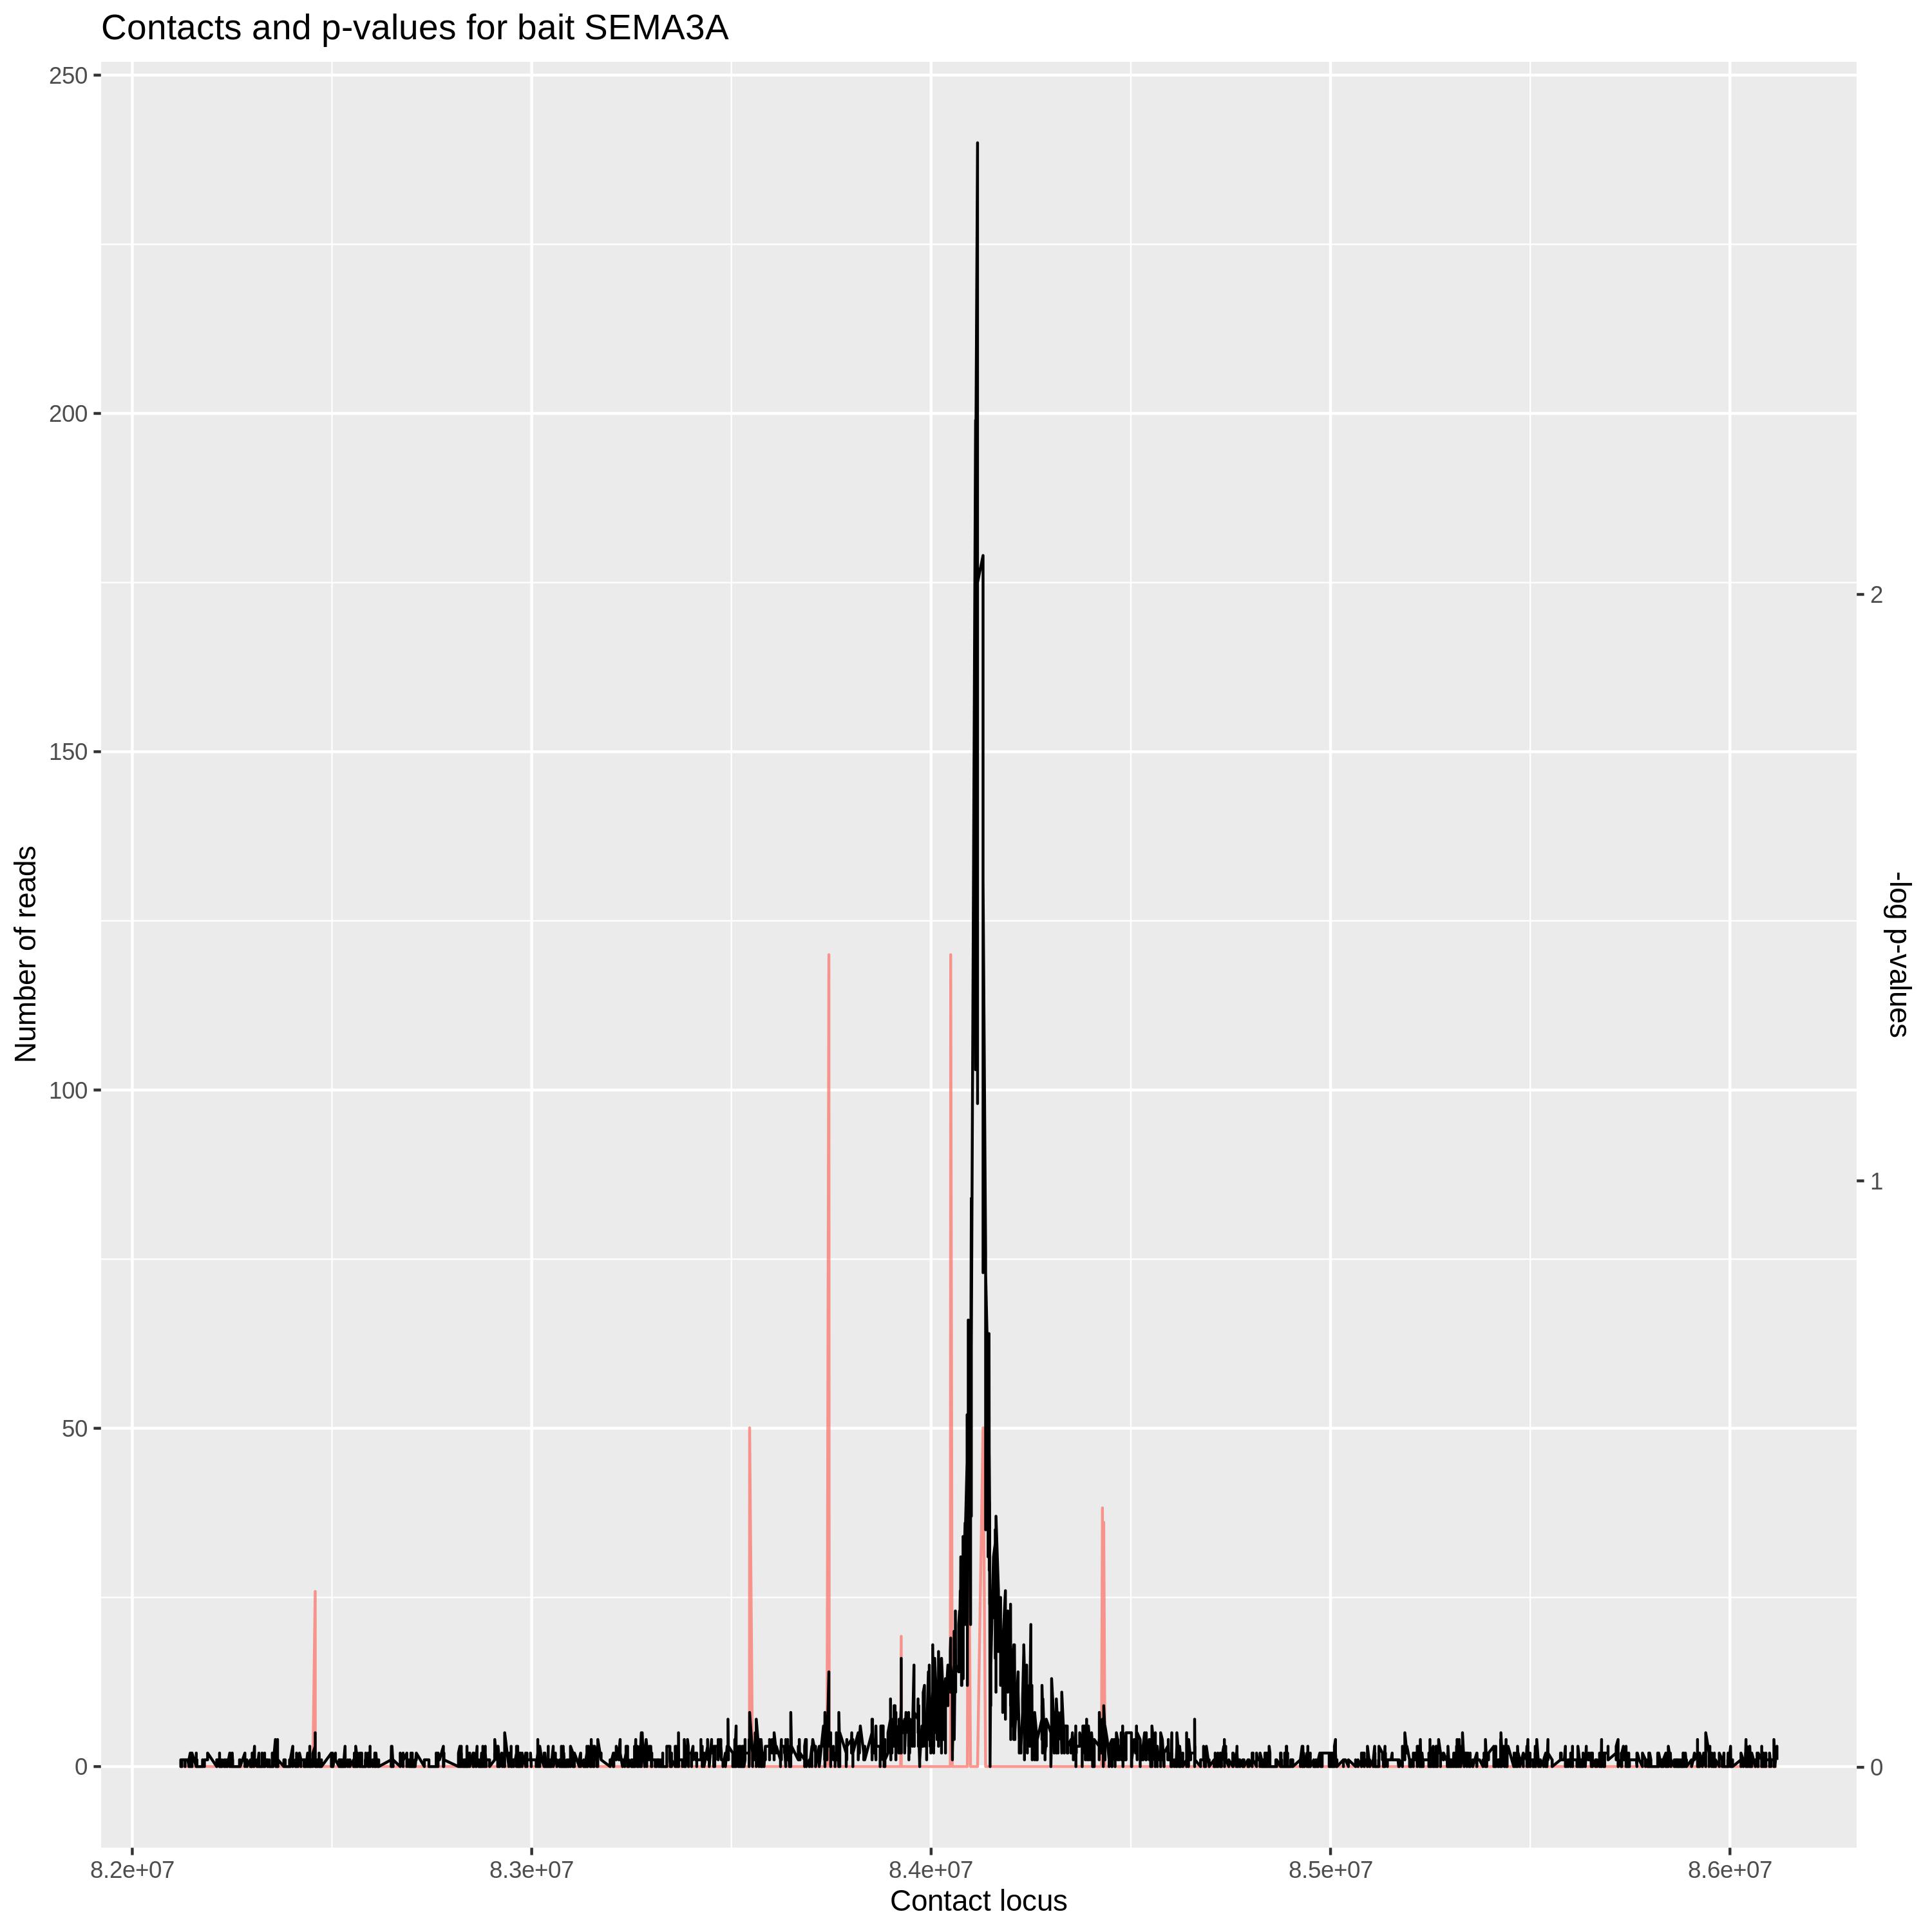 Contacts and p-values for bait SEMA3A
250
200
150
100
50
0
Number of reads
2
1
0
-log p-values
8.2e+07
8.3e+07
8.4e+07
8.5e+07
8.6e+07
Contact locus